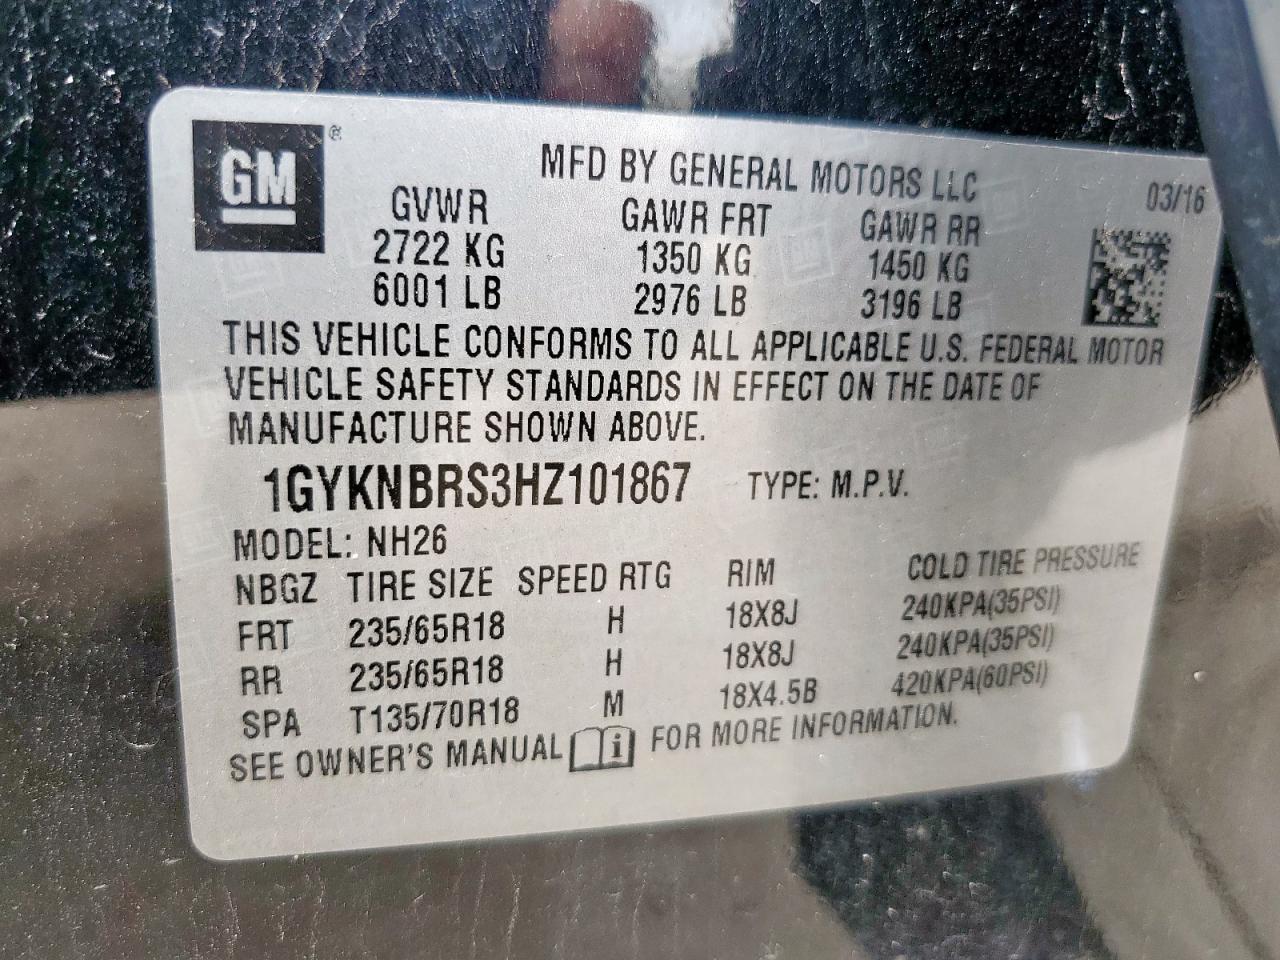 GM®
MFD BY GENERAL MOTORS LLC
03/16
GVWR GAWR FRT GAWR RR
2722 KG 1350 KG 1450 KG
6001 LB 2976 LB 3196 LB
THIS VEHICLE CONFORMS TO ALL APPLICABLE U.S. FEDERAL MOTOR
VEHICLE SAFETY STANDARDS IN EFFECT ON THE DATE OF
MANUFACTURE SHOWN ABOVE.
1GYKNBRS3HZ101867 TYPE: M.P.V.
MODEL: NH26
NBGZ TIRE SIZE SPEED RTG RIM COLD TIRE PRESSURE
FRT 235/65R18 H 18X8J 240KPA(35PSI)
RR 235/65R18 H 18X8J 240KPA(35PSI)
SPA T135/70R18 M 18X4.5B 420KPA(60PSI)
SEE OWNER'S MANUAL i FOR MORE INFORMATION.